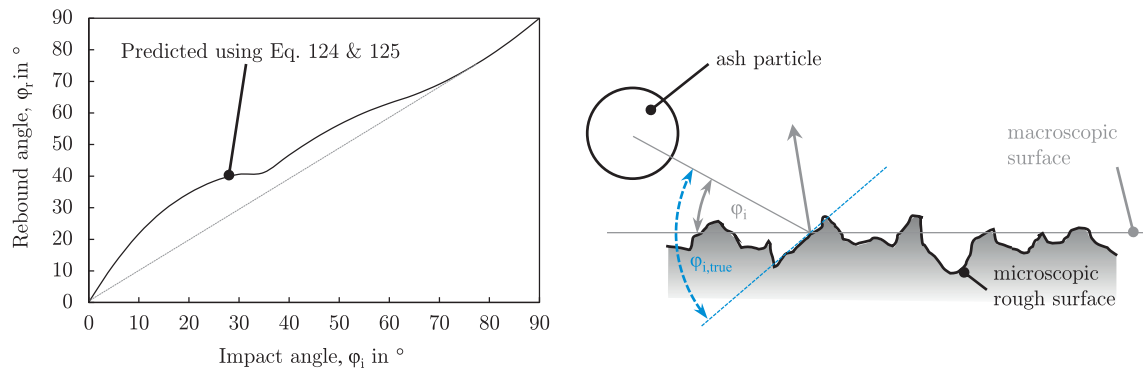 90
80
70
60
50
40
30
20
10
0
Rebound angle, φr in °
Predicted using Eq. 124 & 125
0 10 20 30 40 50 60 70 80 90
Impact angle, φi in °
ash particle
macroscopic
surface
φi
φi,true
microscopic
rough surface